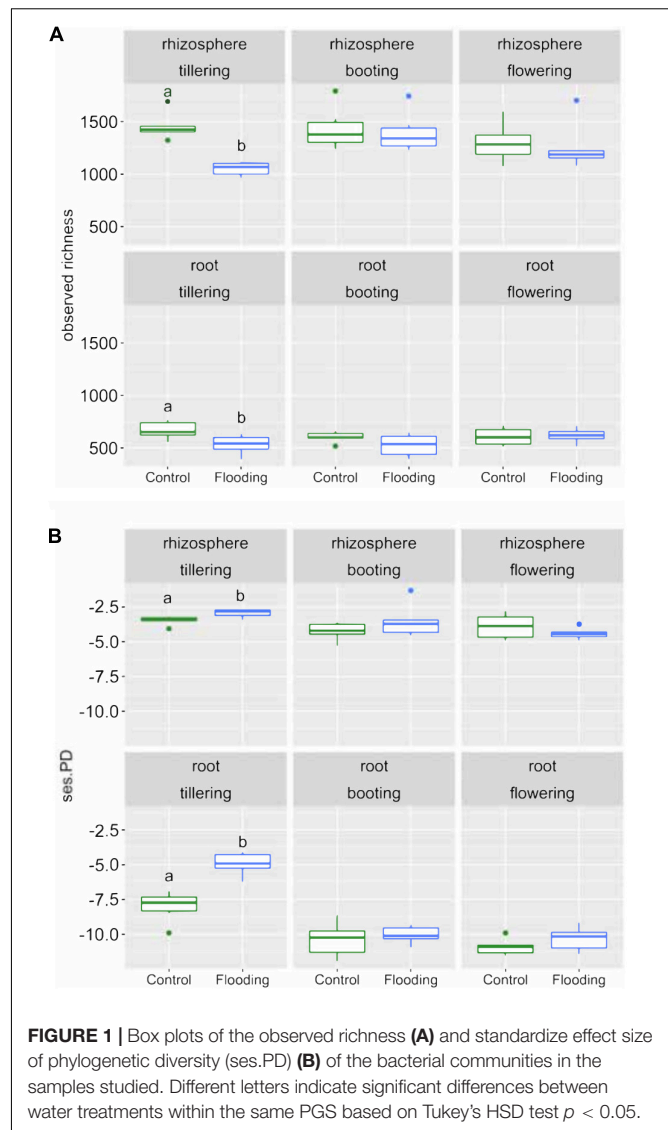 A
rhizosphere rhizosphere rhizosphere
tillering booting flowering
a
b
1500
1000
500
observed richness
root root root
tillering booting flowering
1500
1000
500
a
b
Control Flooding Control Flooding Control Flooding
B
rhizosphere rhizosphere rhizosphere
tillering booting flowering
a b
-2.5
-5.0
-7.5
-10.0
ses.PD
root root root
tillering booting flowering
-2.5
-5.0
-7.5
-10.0
a
b
Control Flooding Control Flooding Control Flooding
FIGURE 1 | Box plots of the observed richness (A) and standardize effect size
of phylogenetic diversity (ses.PD) (B) of the bacterial communities in the
samples studied. Different letters indicate significant differences between
water treatments within the same PGS based on Tukey's HSD test p < 0.05.